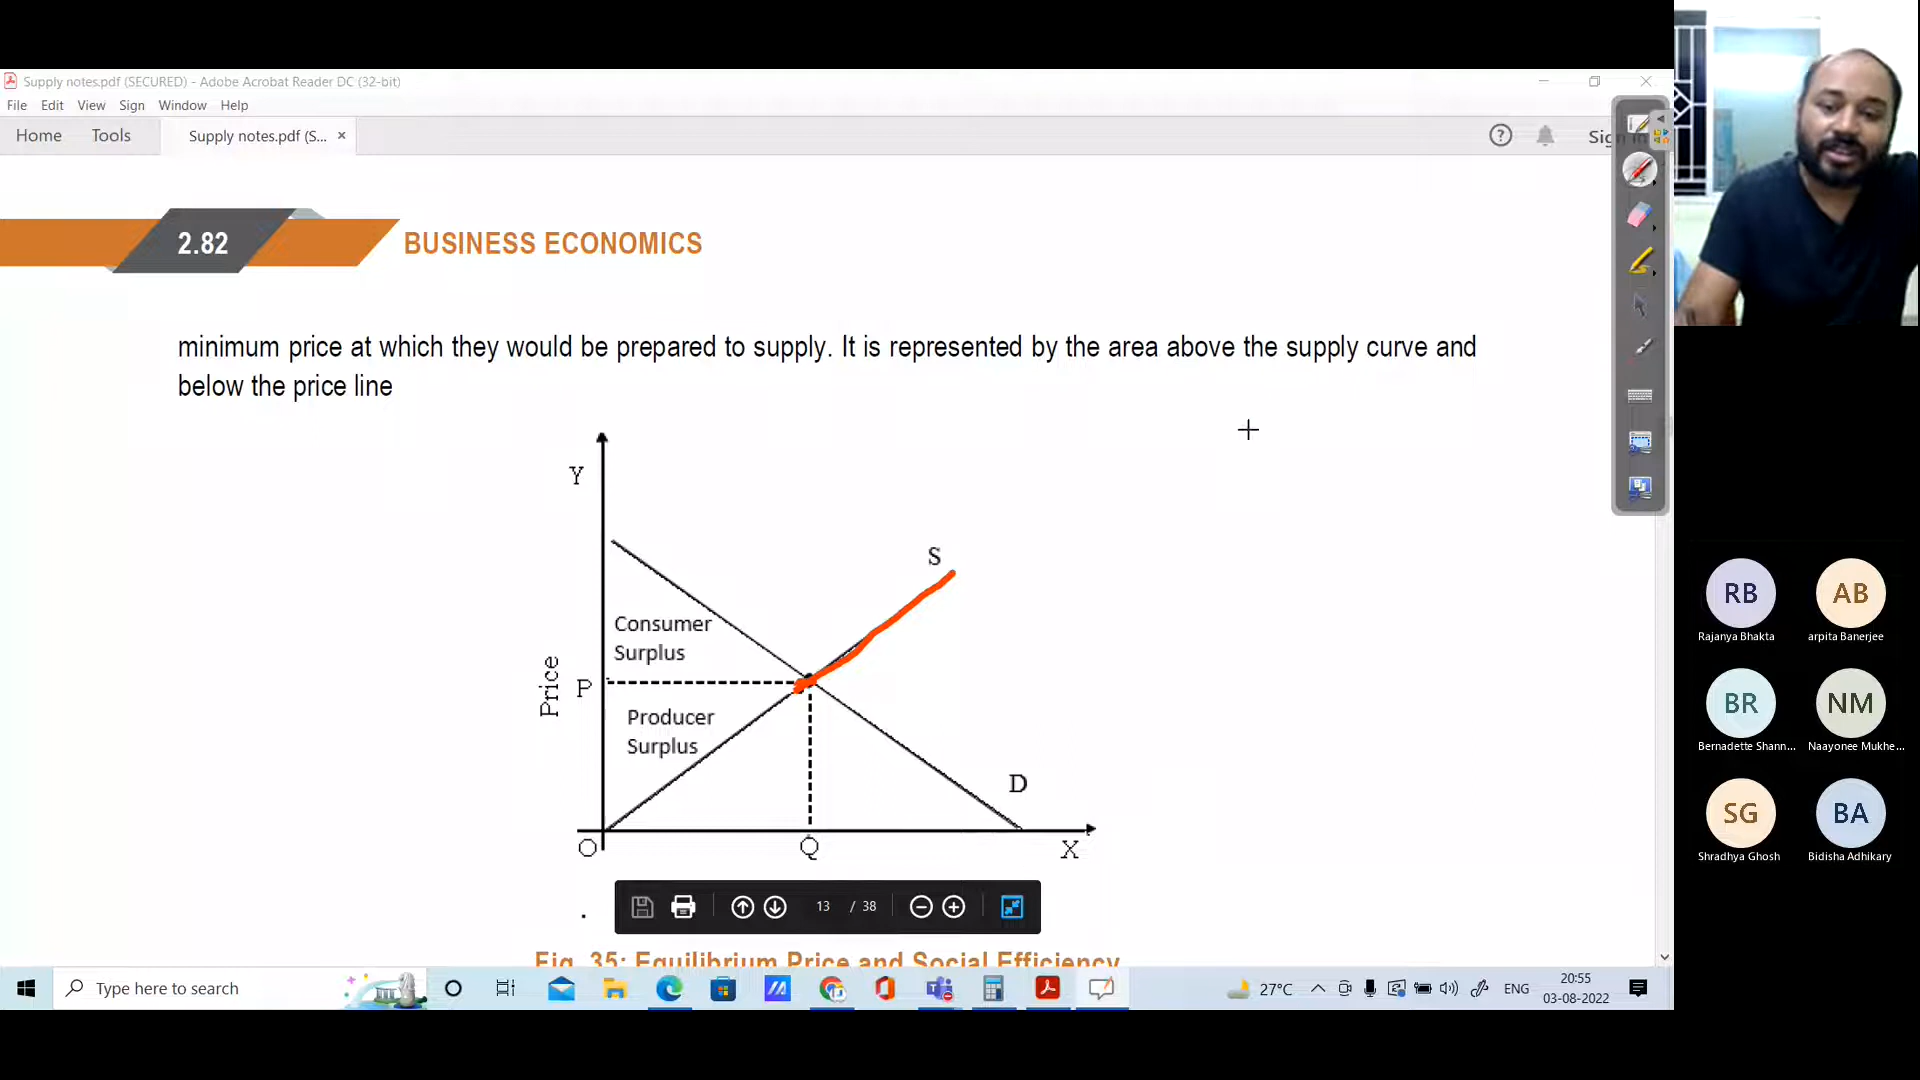 Supply notes.pdf (SECURED) - Adobe Acrobat Reader DC (32-bit)
File Edit View Sign Window Help
Home Tools Supply notes.pdf (S... ×
2.82 BUSINESS ECONOMICS
minimum price at which they would be prepared to supply. It is represented by the area above the supply curve and
below the price line
Y
S
Consumer
Surplus
Price
P
Producer
Surplus
D
O Q X
13 / 38
Fig. 35: Equilibrium Price and Social Efficiency
Type here to search
27°C ENG 20:55
03-08-2022
RB AB
Rajanya Bhakta arpita Banerjee
BR NM
Bernadette Shann... Naayonee Mukhe...
SG BA
Shradhya Ghosh Bidisha Adhikary